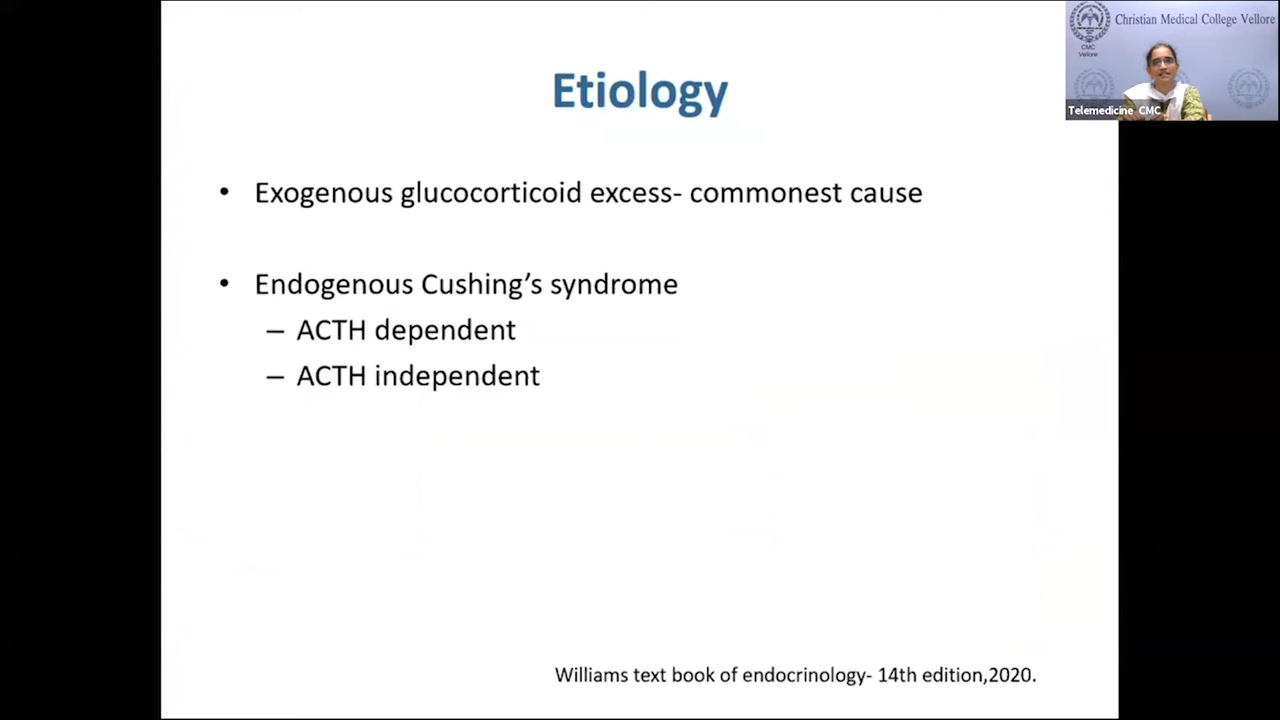 Etiology
• Exogenous glucocorticoid excess- commonest cause
• Endogenous Cushing’s syndrome
– ACTH dependent
– ACTH independent
Williams text book of endocrinology- 14th edition,2020.
Christian Medical College Vellore
CMC
Vellore
Telemedicine CMC